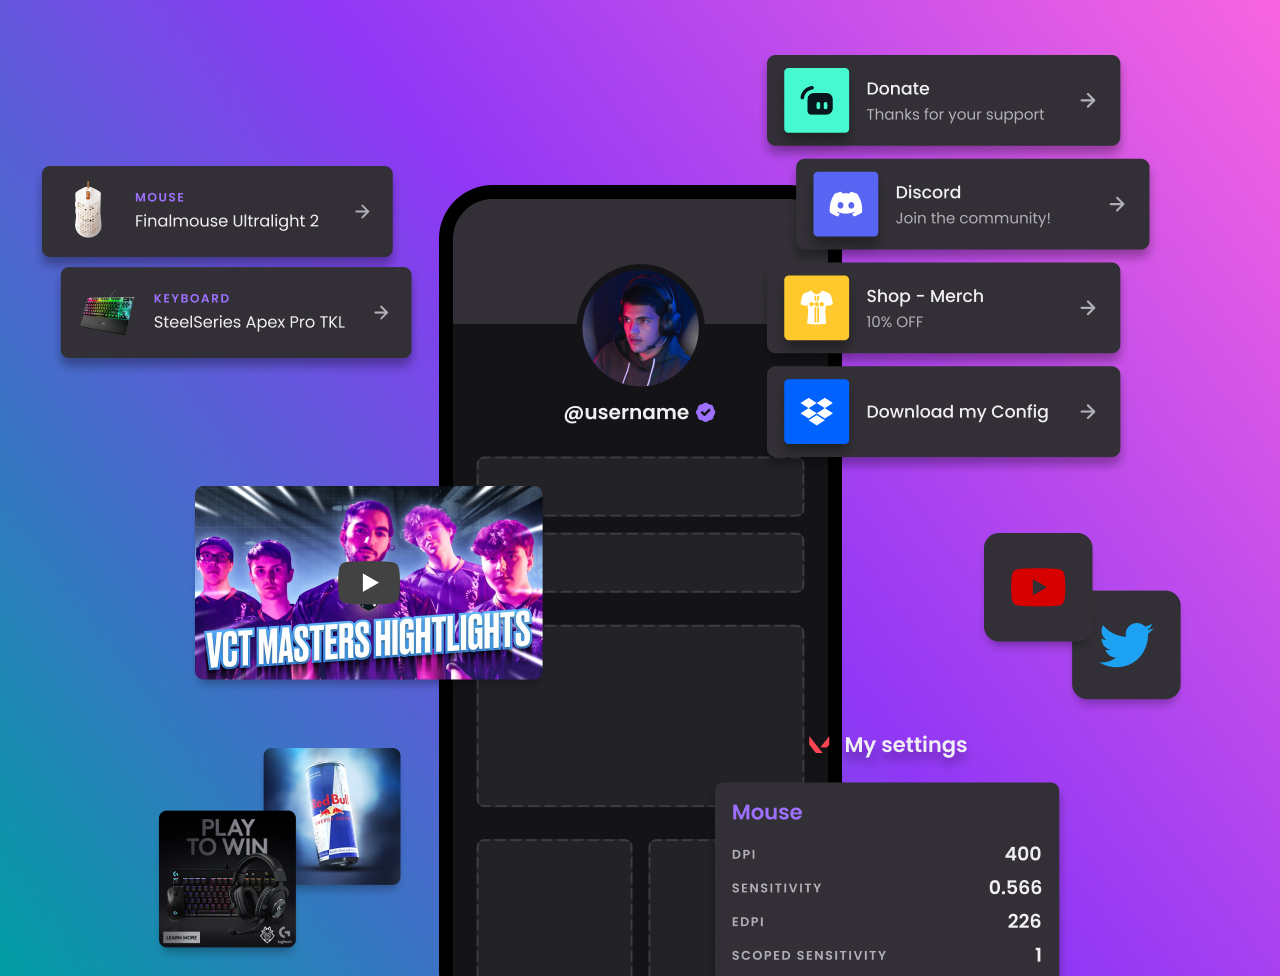 Donate
Thanks for your support
Discord
Join the community!
Shop - Merch
10% OFF
Download my Config
MOUSE
Finalmouse Ultralight 2
KEYBOARD
SteelSeries Apex Pro TKL
@username
VCT MASTERS HIGHTLIGHTS
My settings
Mouse
DPI 400
SENSITIVITY 0.566
EDPI 226
SCOPED SENSITIVITY 1
Red Bull
PLAY
TO WIN
LEARN MORE
logitech